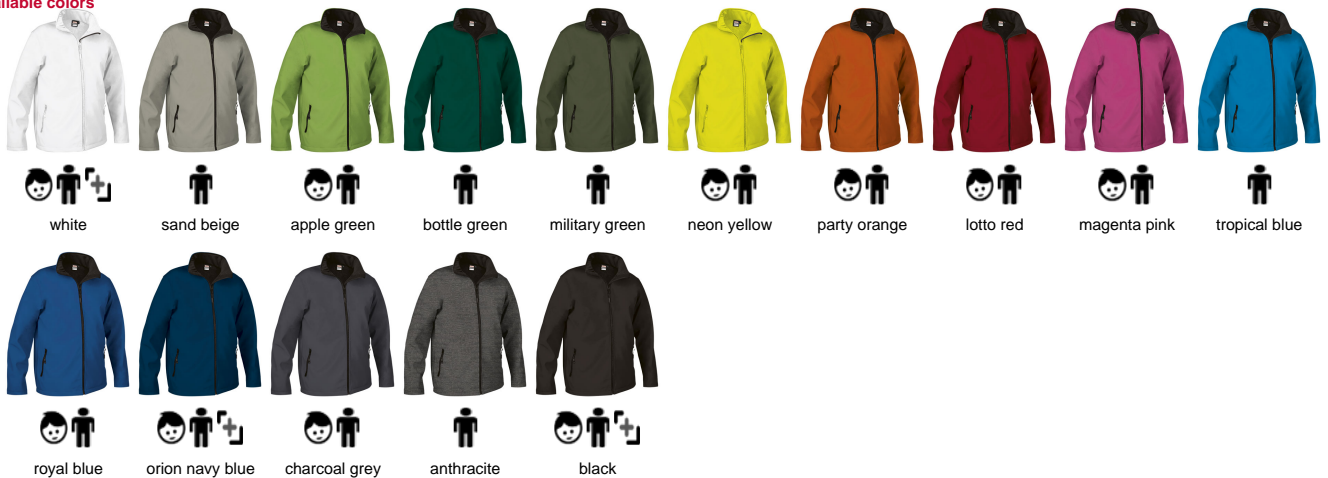 ailable colors
white
sand beige
apple green
bottle green
military green
neon yellow
party orange
lotto red
magenta pink
tropical blue
royal blue
orion navy blue
charcoal grey
anthracite
black